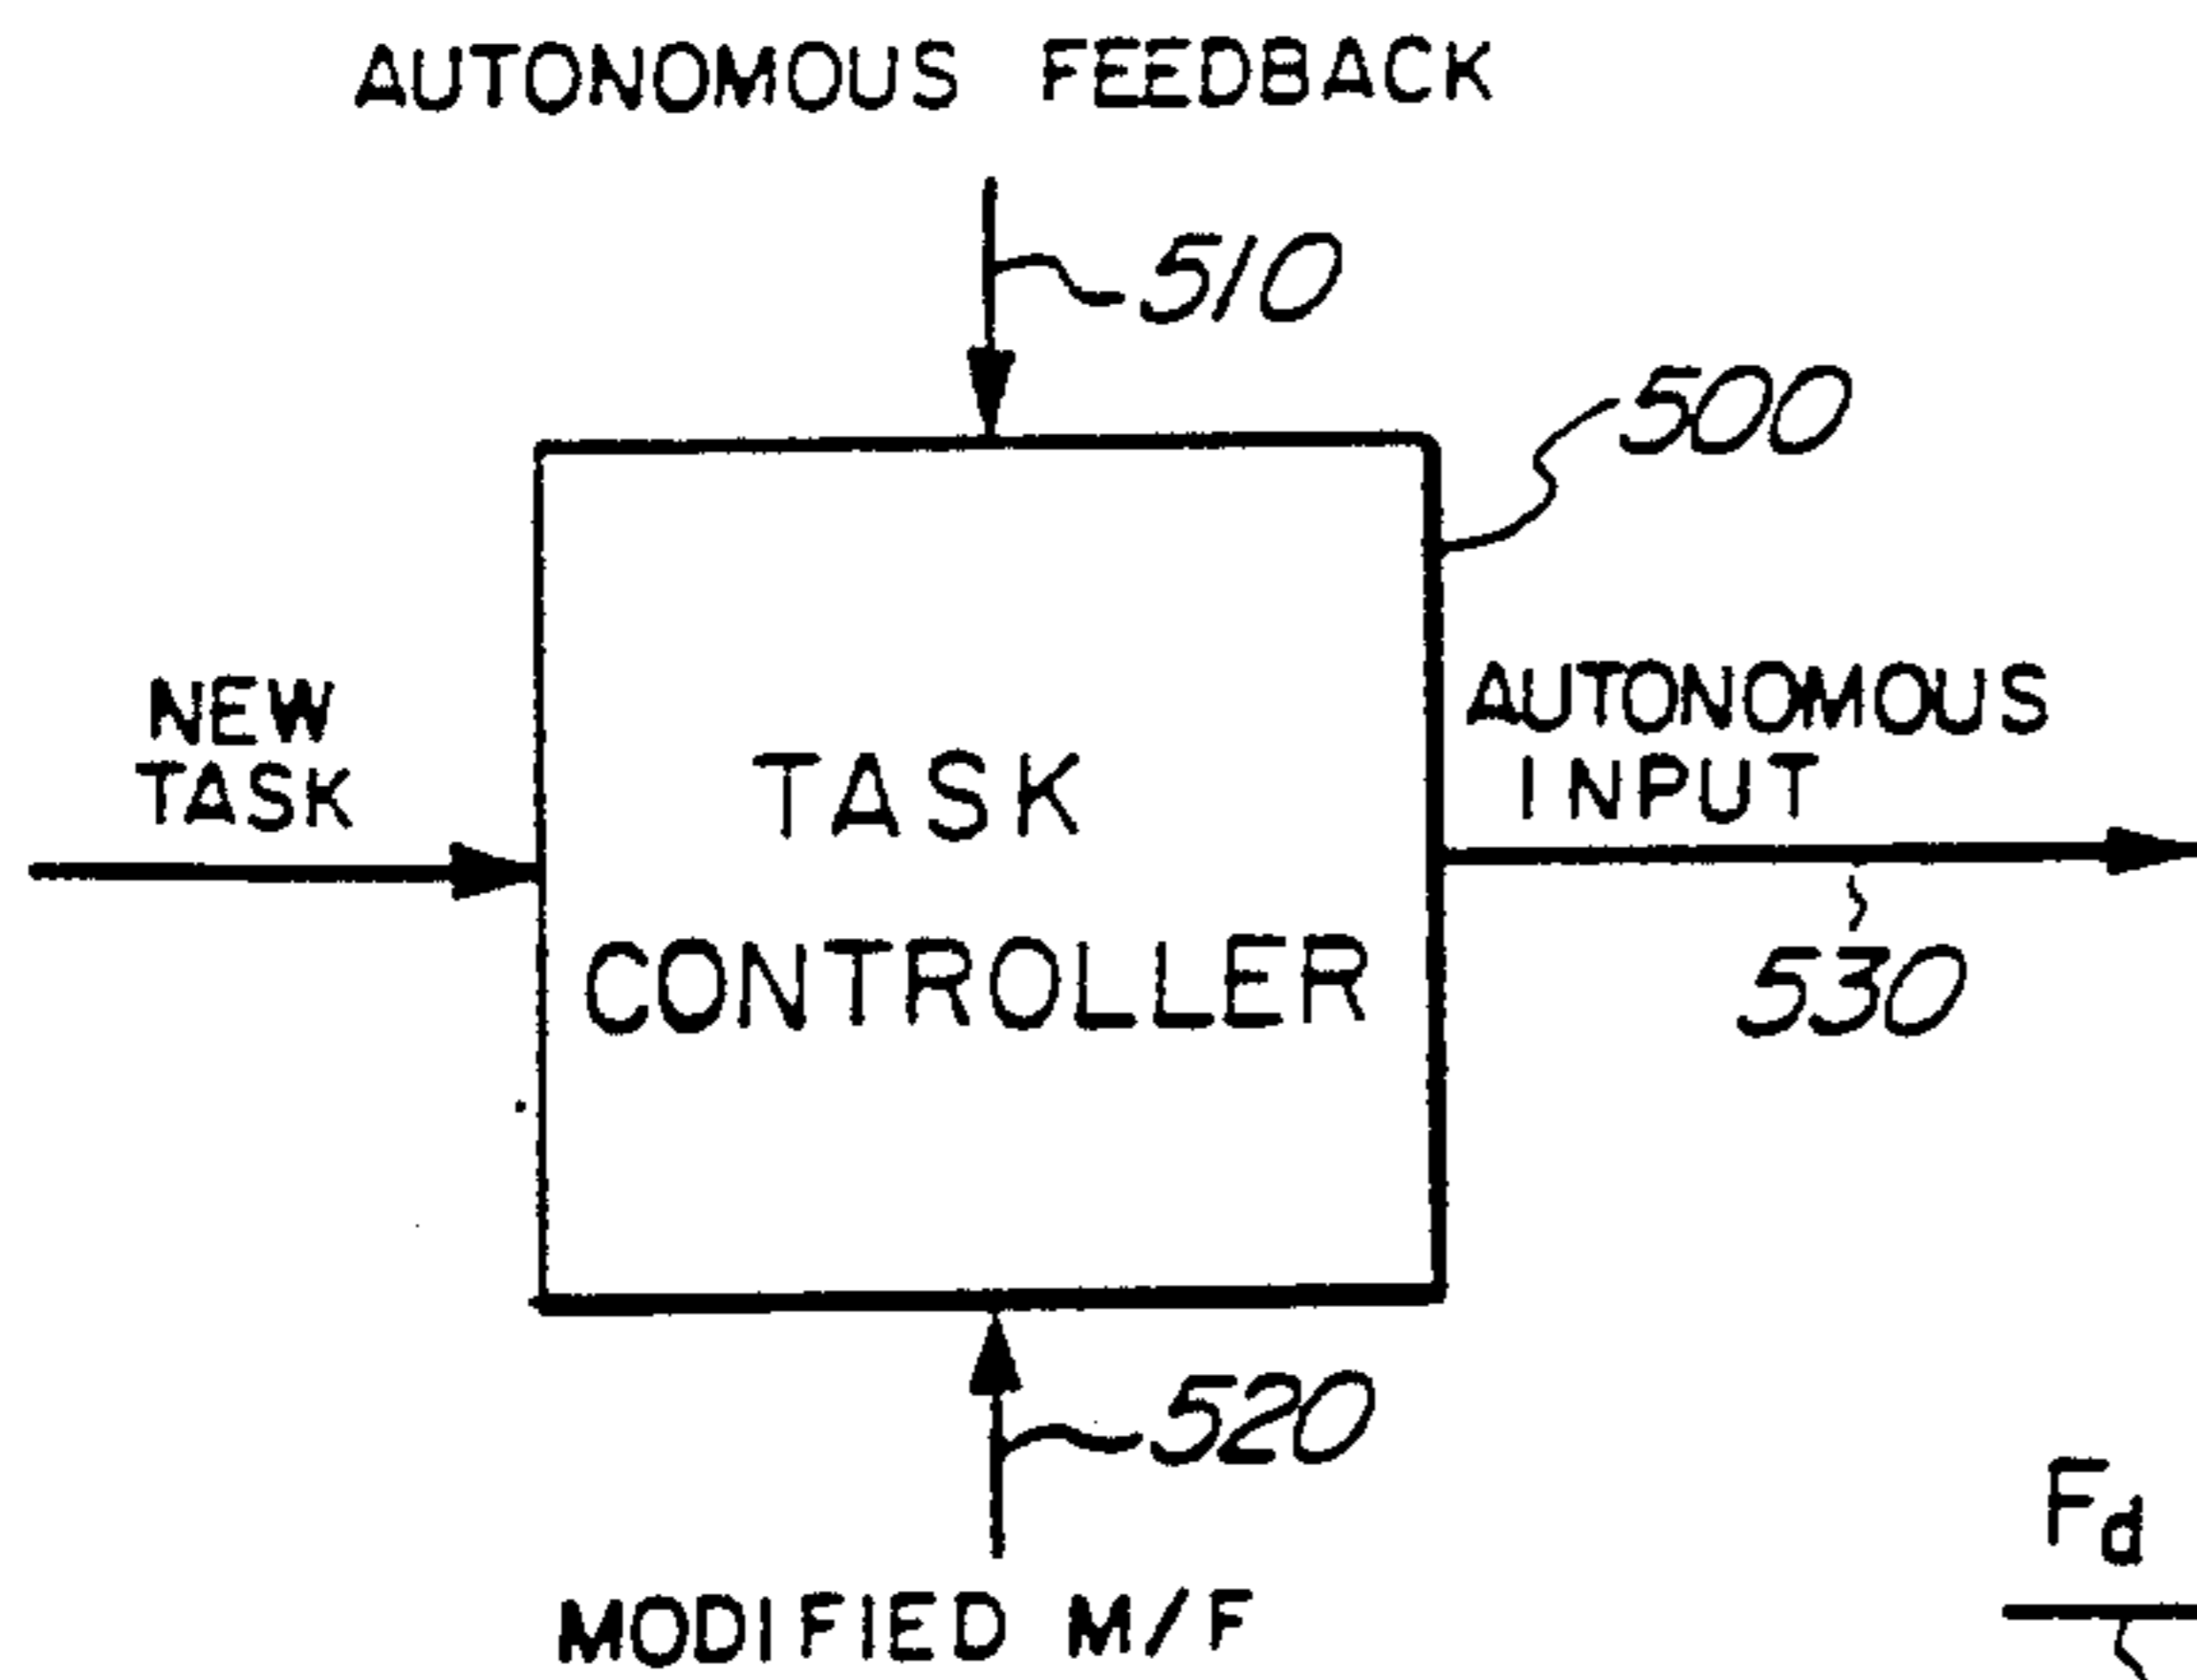 AUTONOMOUS FEEDBACK
510
500
NEW
TASK
TASK
CONTROLLER
AUTONOMOUS
INPUT
530
520
MODIFIED M/F
Fd